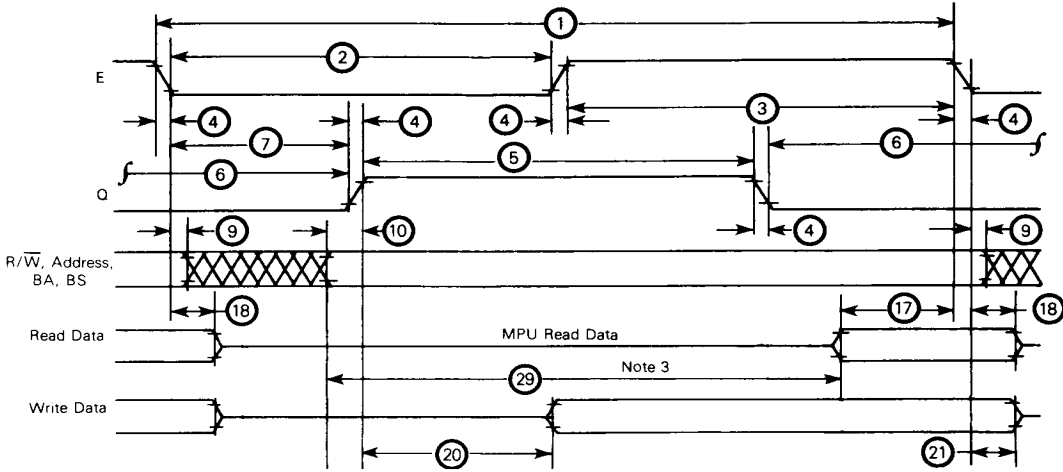 1
2
E
3
4 4 4 4
7
5
6 6
Q
9 10 4 9
R/W̅, Address,
BA, BS
18 17 18
Read Data MPU Read Data
29 Note 3
Write Data
20 21